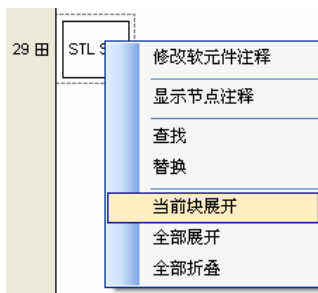 29 STL S
修改软元件注释
显示节点注释
查找
替换
当前块展开
全部展开
全部折叠